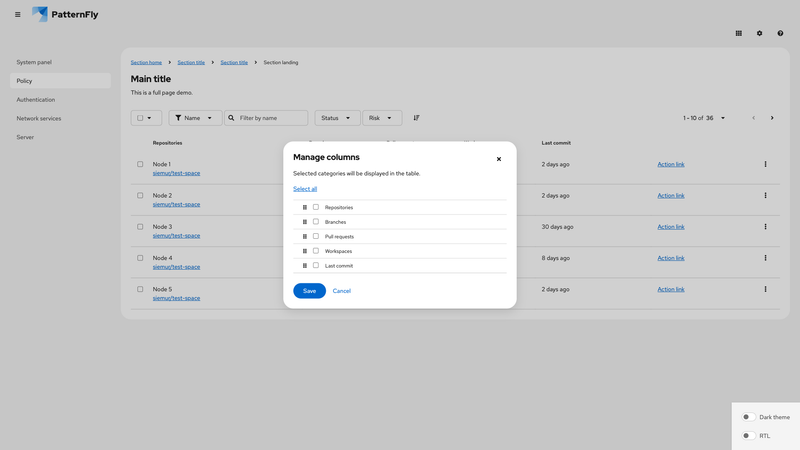 PatternFly
System panel
Policy
Authentication
Network services
Server
Section home
Section title
Section title
Section landing
Main title
This is a full page demo.
Name
Filter by name
Status
Risk
1 - 10 of 36
Repositories
Last commit
Node 1
siemur/test-space
2 days ago
Action link
Node 2
siemur/test-space
2 days ago
Action link
Node 3
siemur/test-space
30 days ago
Action link
Node 4
siemur/test-space
8 days ago
Action link
Node 5
siemur/test-space
2 days ago
Action link
Manage columns
Selected categories will be displayed in the table.
Select all
Repositories
Branches
Pull requests
Workspaces
Last commit
Save
Cancel
Dark theme
RTL